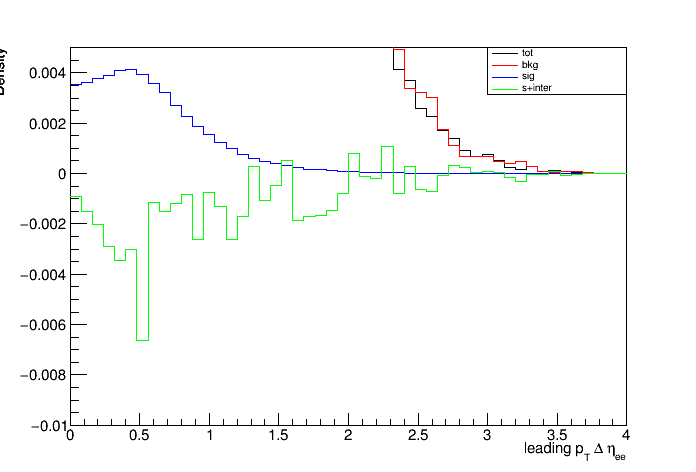 Density
tot
bkg
sig
s+inter
0.004
0.002
0
−0.002
−0.004
−0.006
−0.008
−0.01
0 0.5 1 1.5 2 2.5 3 3.5 4
leading p_T Δ η_ee